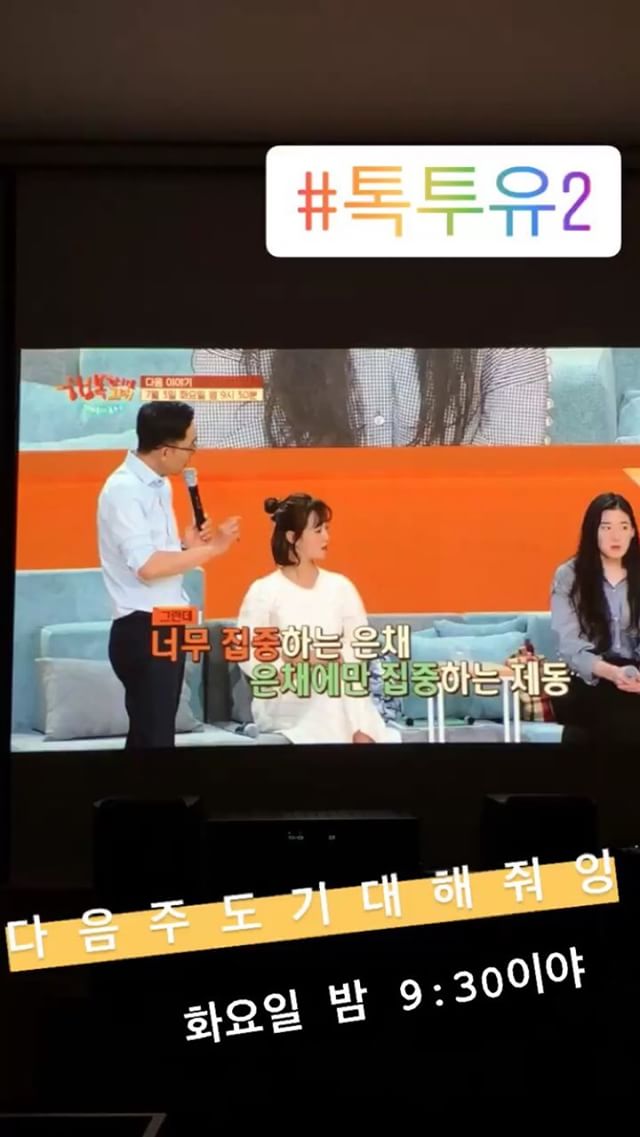 #톡투유2
행복
다음 이야기
7월 3일 화요일 밤 9시 30분
그런데
너무 집중하는 은채
은채에만 집중하는 제동
다음주도기대해줘잉
화요일 밤 9:30이야